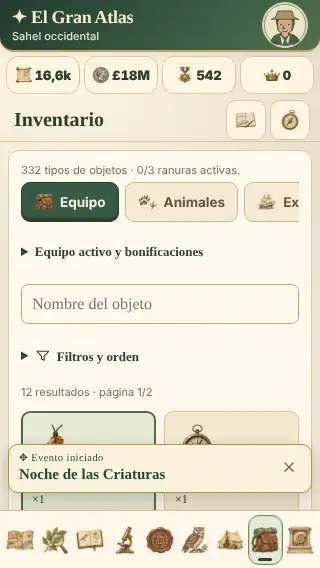 ✦ El Gran Atlas
Sahel occidental
16,6k
£18M
542
0
Inventario
332 tipos de objetos · 0/3 ranuras activas.
Equipo
Animales
Ex
▶ Equipo activo y bonificaciones
Nombre del objeto
▶ Filtros y orden
12 resultados · página 1/2
✥ Evento iniciado
Noche de las Criaturas
×
×1
×1